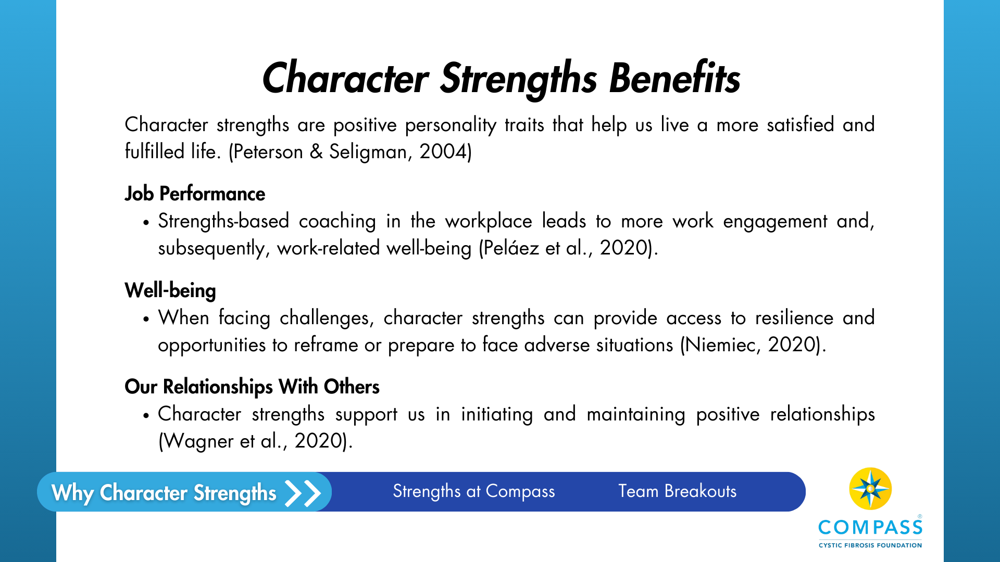 Character Strengths Benefits
Character strengths are positive personality traits that help us live a more satisfied and
fulfilled life. (Peterson & Seligman, 2004)
Job Performance
• Strengths-based coaching in the workplace leads to more work engagement and,
subsequently, work-related well-being (Peláez et al., 2020).
Well-being
• When facing challenges, character strengths can provide access to resilience and
opportunities to reframe or prepare to face adverse situations (Niemiec, 2020).
Our Relationships With Others
• Character strengths support us in initiating and maintaining positive relationships
(Wagner et al., 2020).
Why Character Strengths
Strengths at Compass
Team Breakouts
COMPASS®
CYSTIC FIBROSIS FOUNDATION